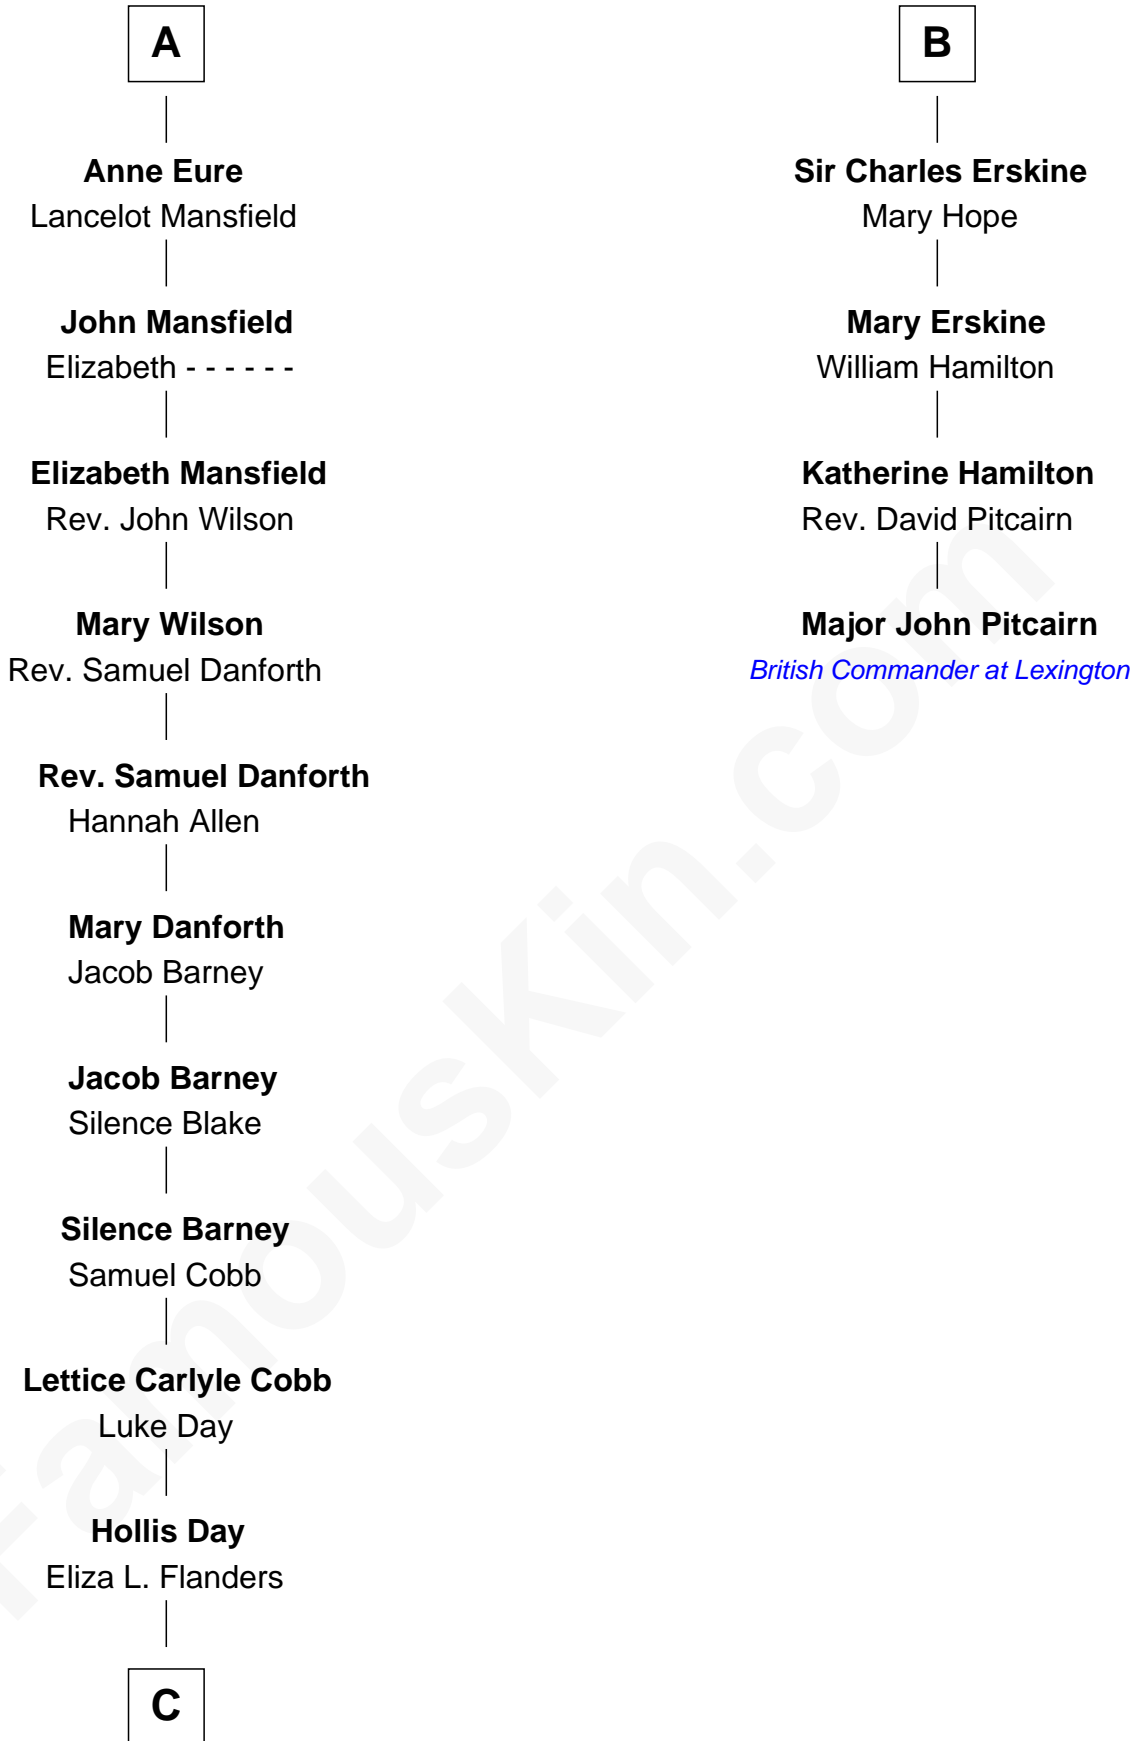 A
Anne Eure
Lancelot Mansfield
John Mansfield
Elizabeth - - - - - -
Elizabeth Mansfield
Rev. John Wilson
Mary Wilson
Rev. Samuel Danforth
Rev. Samuel Danforth
Hannah Allen
Mary Danforth
Jacob Barney
Jacob Barney
Silence Blake
Silence Barney
Samuel Cobb
Lettice Carlyle Cobb
Luke Day
Hollis Day
Eliza L. Flanders
C
B
Sir Charles Erskine
Mary Hope
Mary Erskine
William Hamilton
Katherine Hamilton
Rev. David Pitcairn
Major John Pitcairn
British Commander at Lexington
FamousKin.com